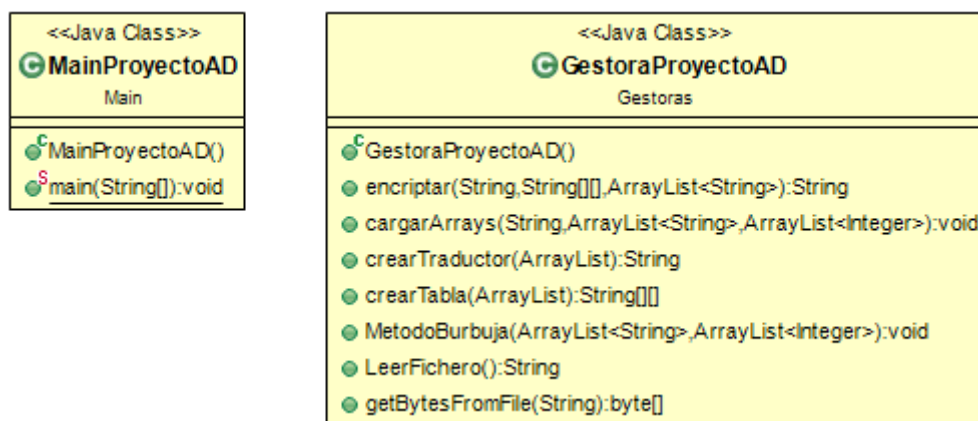 <<Java Class>>
MainProyectoAD
Main
MainProyectoAD()
main(String[]):void
<<Java Class>>
GestoraProyectoAD
Gestoras
GestoraProyectoAD()
encriptar(String,String[][],ArrayList<String>):String
cargarArrays(String,ArrayList<String>,ArrayList<Integer>):void
crearTraductor(ArrayList):String
crearTabla(ArrayList):String[][]
MetodoBurbuja(ArrayList<String>,ArrayList<Integer>):void
LeerFichero():String
getBytesFromFile(String):byte[]